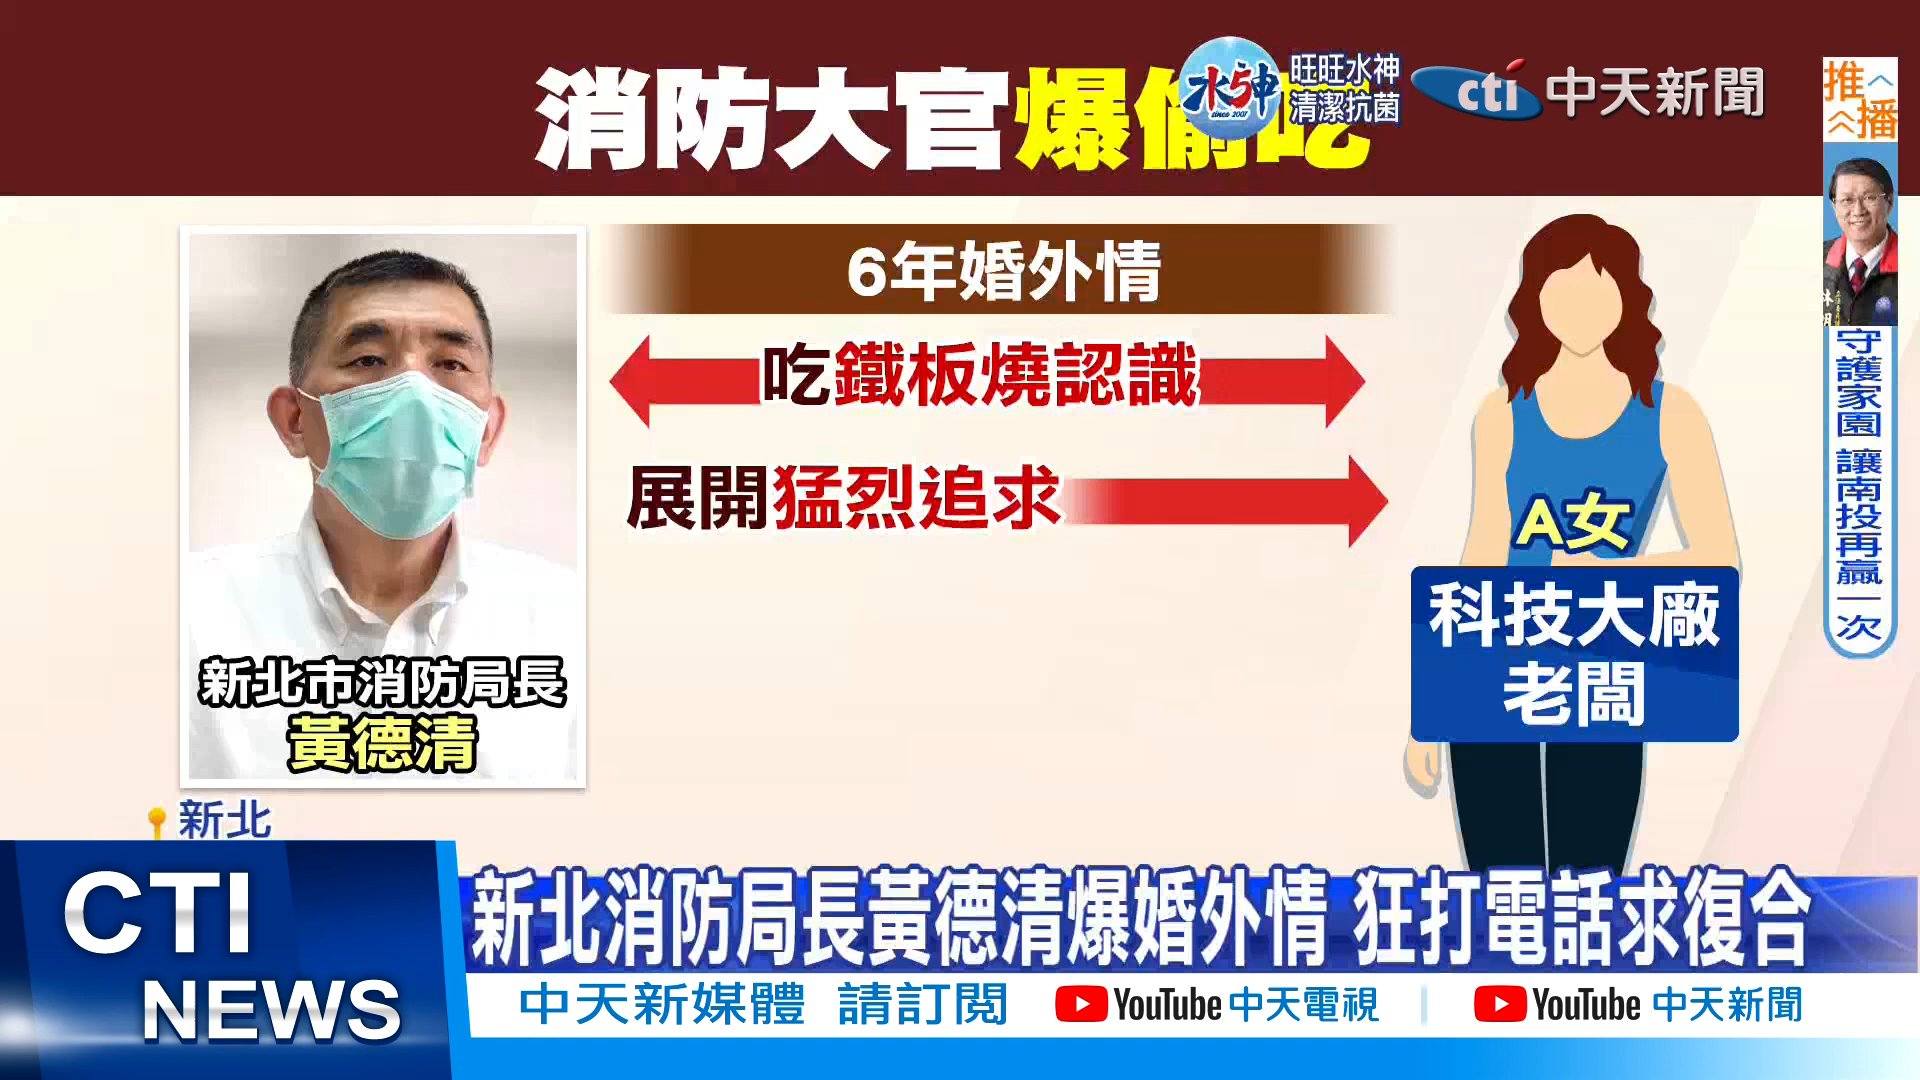 消防大官爆偷吃
水神
since 2007
旺旺水神
清潔抗菌
cti 中天新聞
推播
6年婚外情
吃鐵板燒認識
展開猛烈追求
A女
科技大廠
老闆
新北市消防局長
黃德清
守護家園 讓南投再贏一次
新北
CTI
NEWS
新北消防局長黃德清爆婚外情 狂打電話求復合
中天新媒體 請訂閱 YouTube 中天電視 YouTube 中天新聞